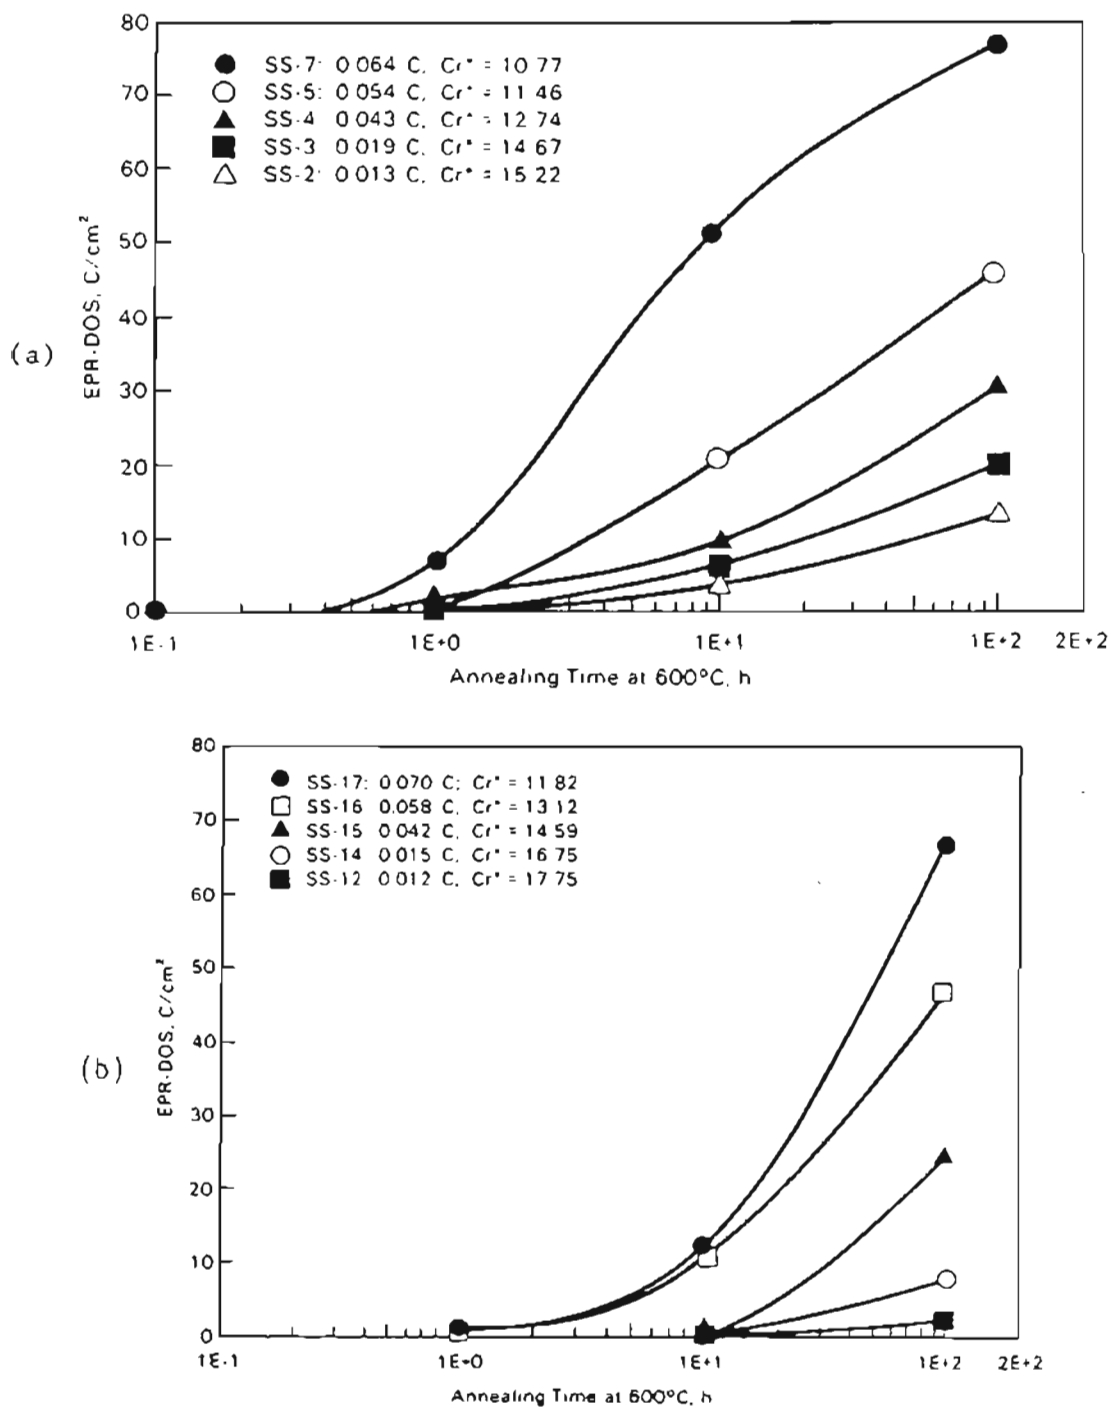 80
SS-7: 0.064 C, Cr* = 10.77
SS-5: 0.054 C, Cr* = 11.46
SS-4 0.043 C, Cr* = 12.74
SS-3 0.019 C, Cr* = 14.67
SS-2: 0.013 C, Cr* = 15.22
70
60
50
40
30
20
10
0
EPR-DOS, C/cm²
(a)
1E-1 1E+0 1E+1 1E+2 2E+2
Annealing Time at 600°C, h
80
SS-17: 0.070 C; Cr* = 11.82
SS-16 0.058 C, Cr* = 13.12
SS-15 0.042 C, Cr* = 14.59
SS-14 0.015 C, Cr* = 16.75
SS-12 0.012 C, Cr* = 17.75
70
60
50
40
30
20
10
0
EPR-DOS, C/cm²
(b)
1E-1 1E+0 1E+1 1E+2 2E+2
Annealing Time at 600°C, h